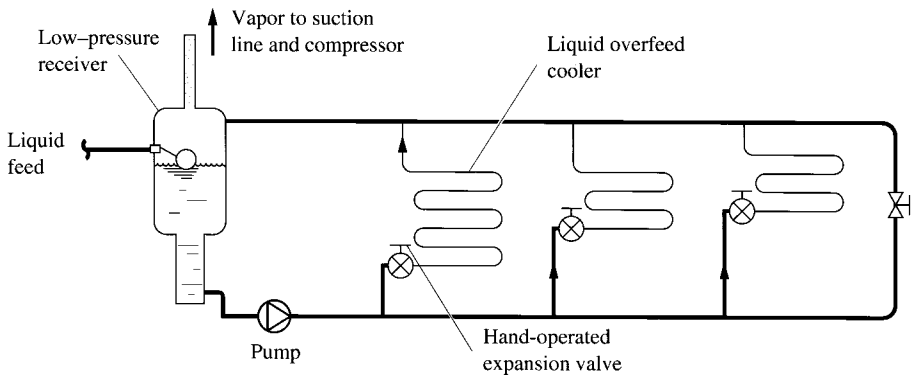 Vapor to suction
line and compressor
Low–pressure
receiver
Liquid overfeed
cooler
Liquid
feed
Pump
Hand-operated
expansion valve